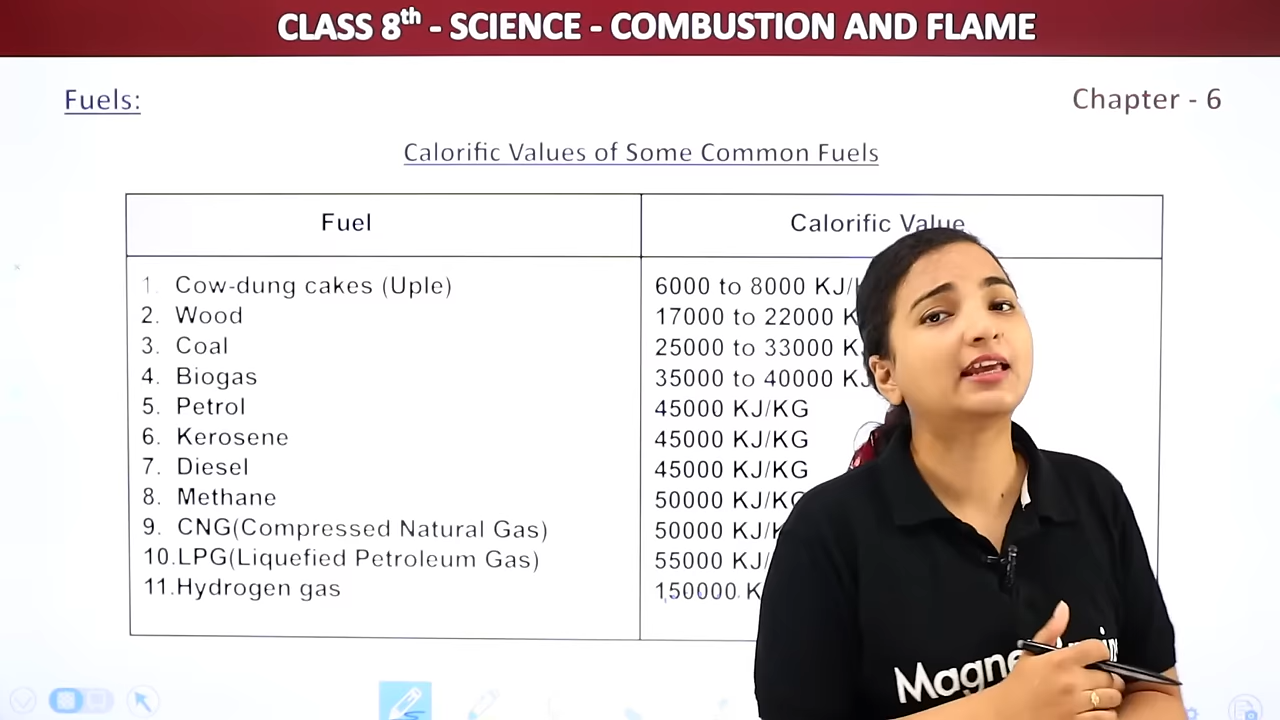 CLASS 8th - SCIENCE - COMBUSTION AND FLAME
Fuels:
Chapter - 6
Calorific Values of Some Common Fuels
Fuel Calorific Value
1. Cow-dung cakes (Uple) 6000 to 8000 KJ/
2. Wood 17000 to 22000 K
3. Coal 25000 to 33000 KJ
4. Biogas 35000 to 40000 KJ
5. Petrol 45000 KJ/KG
6. Kerosene 45000 KJ/KG
7. Diesel 45000 KJ/KG
8. Methane 50000 KJ/KG
9. CNG(Compressed Natural Gas) 50000 KJ/K
10.LPG(Liquefied Petroleum Gas) 55000 KJ/
11.Hydrogen gas 150000 K
Magne